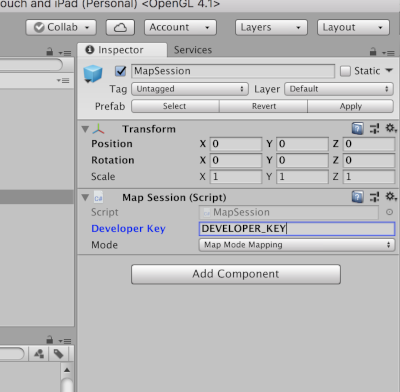 ouch and iPad (Personal) <OpenGL 4.1>
Collab
Account
Layers
Layout
Inspector
Services
MapSession
Static
Tag Untagged Layer Default
Prefab Select Revert Apply
Transform
Position X 0 Y 0 Z 0
Rotation X 0 Y 0 Z 0
Scale X 1 Y 1 Z 1
Map Session (Script)
Script MapSession
Developer Key DEVELOPER_KEY
Mode Map Mode Mapping
Add Component